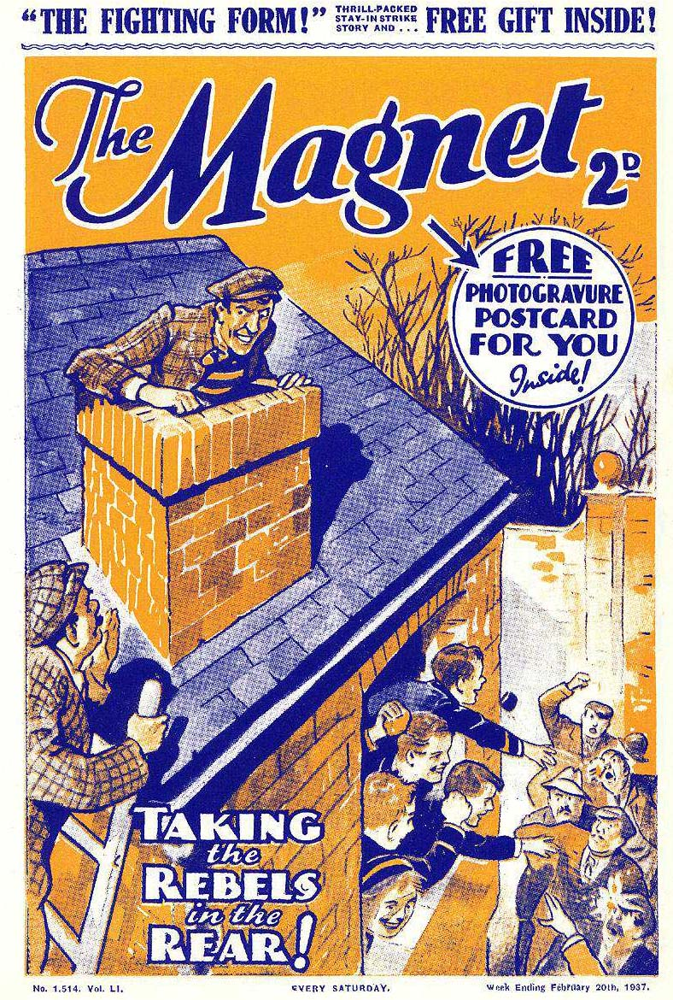 "THE FIGHTING FORM!"
THRILL-PACKED
STAY-IN STRIKE
STORY AND . . .
FREE GIFT INSIDE!
The Magnet 2D
FREE
PHOTOGRAVURE
POSTCARD
FOR YOU
Inside!
TAKING
the
REBELS
in the
REAR!
No. 1,514. Vol. LI.
EVERY SATURDAY.
Week Ending February 20th, 1937.